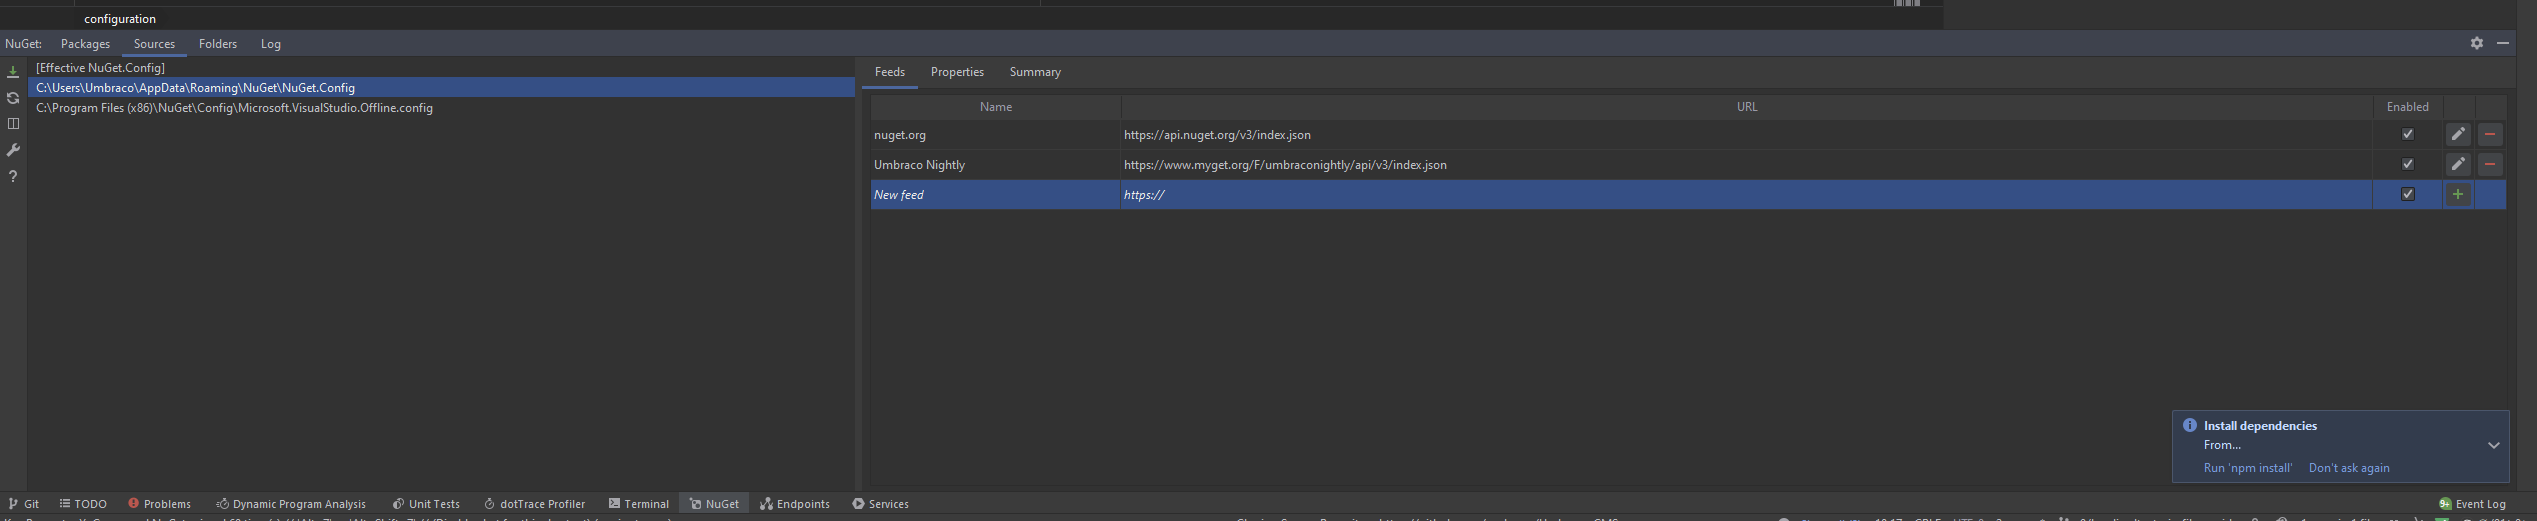 configuration
NuGet: Packages Sources Folders Log
[Effective NuGet.Config]
C:\Users\Umbraco\AppData\Roaming\NuGet\NuGet.Config
C:\Program Files (x86)\NuGet\Config\Microsoft.VisualStudio.Offline.config
Feeds Properties Summary
Name URL Enabled
nuget.org https://api.nuget.org/v3/index.json
Umbraco Nightly https://www.myget.org/F/umbraconightly/api/v3/index.json
New feed https://
Install dependencies
From...
Run 'npm install' Don't ask again
Git TODO Problems Dynamic Program Analysis Unit Tests dotTrace Profiler Terminal NuGet Endpoints Services 9+ Event Log